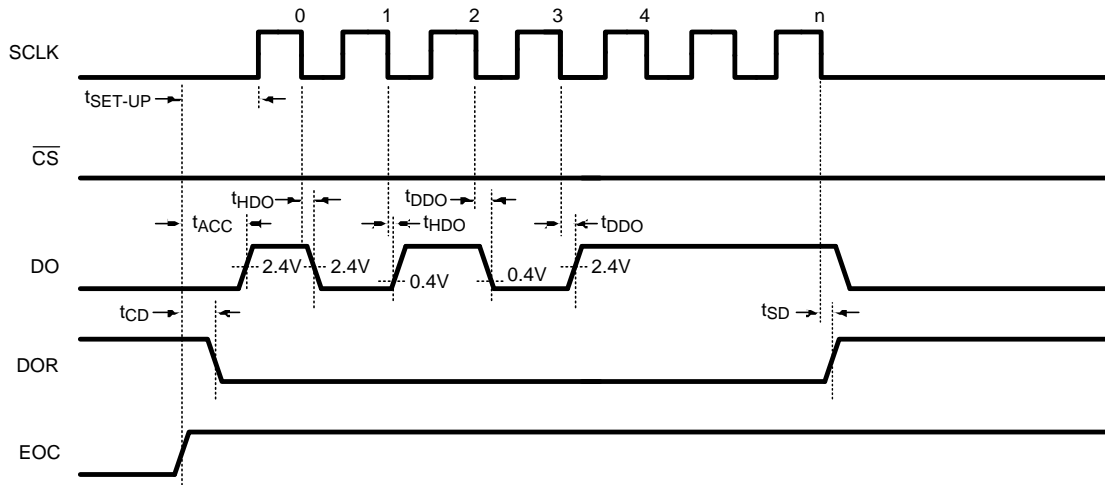 0 1 2 3 4 n
SCLK
tSET-UP
CS
tHDO tDDO
tACC tHDO tDDO
DO 2.4V 2.4V 0.4V 0.4V 2.4V
tCD tSD
DOR
EOC